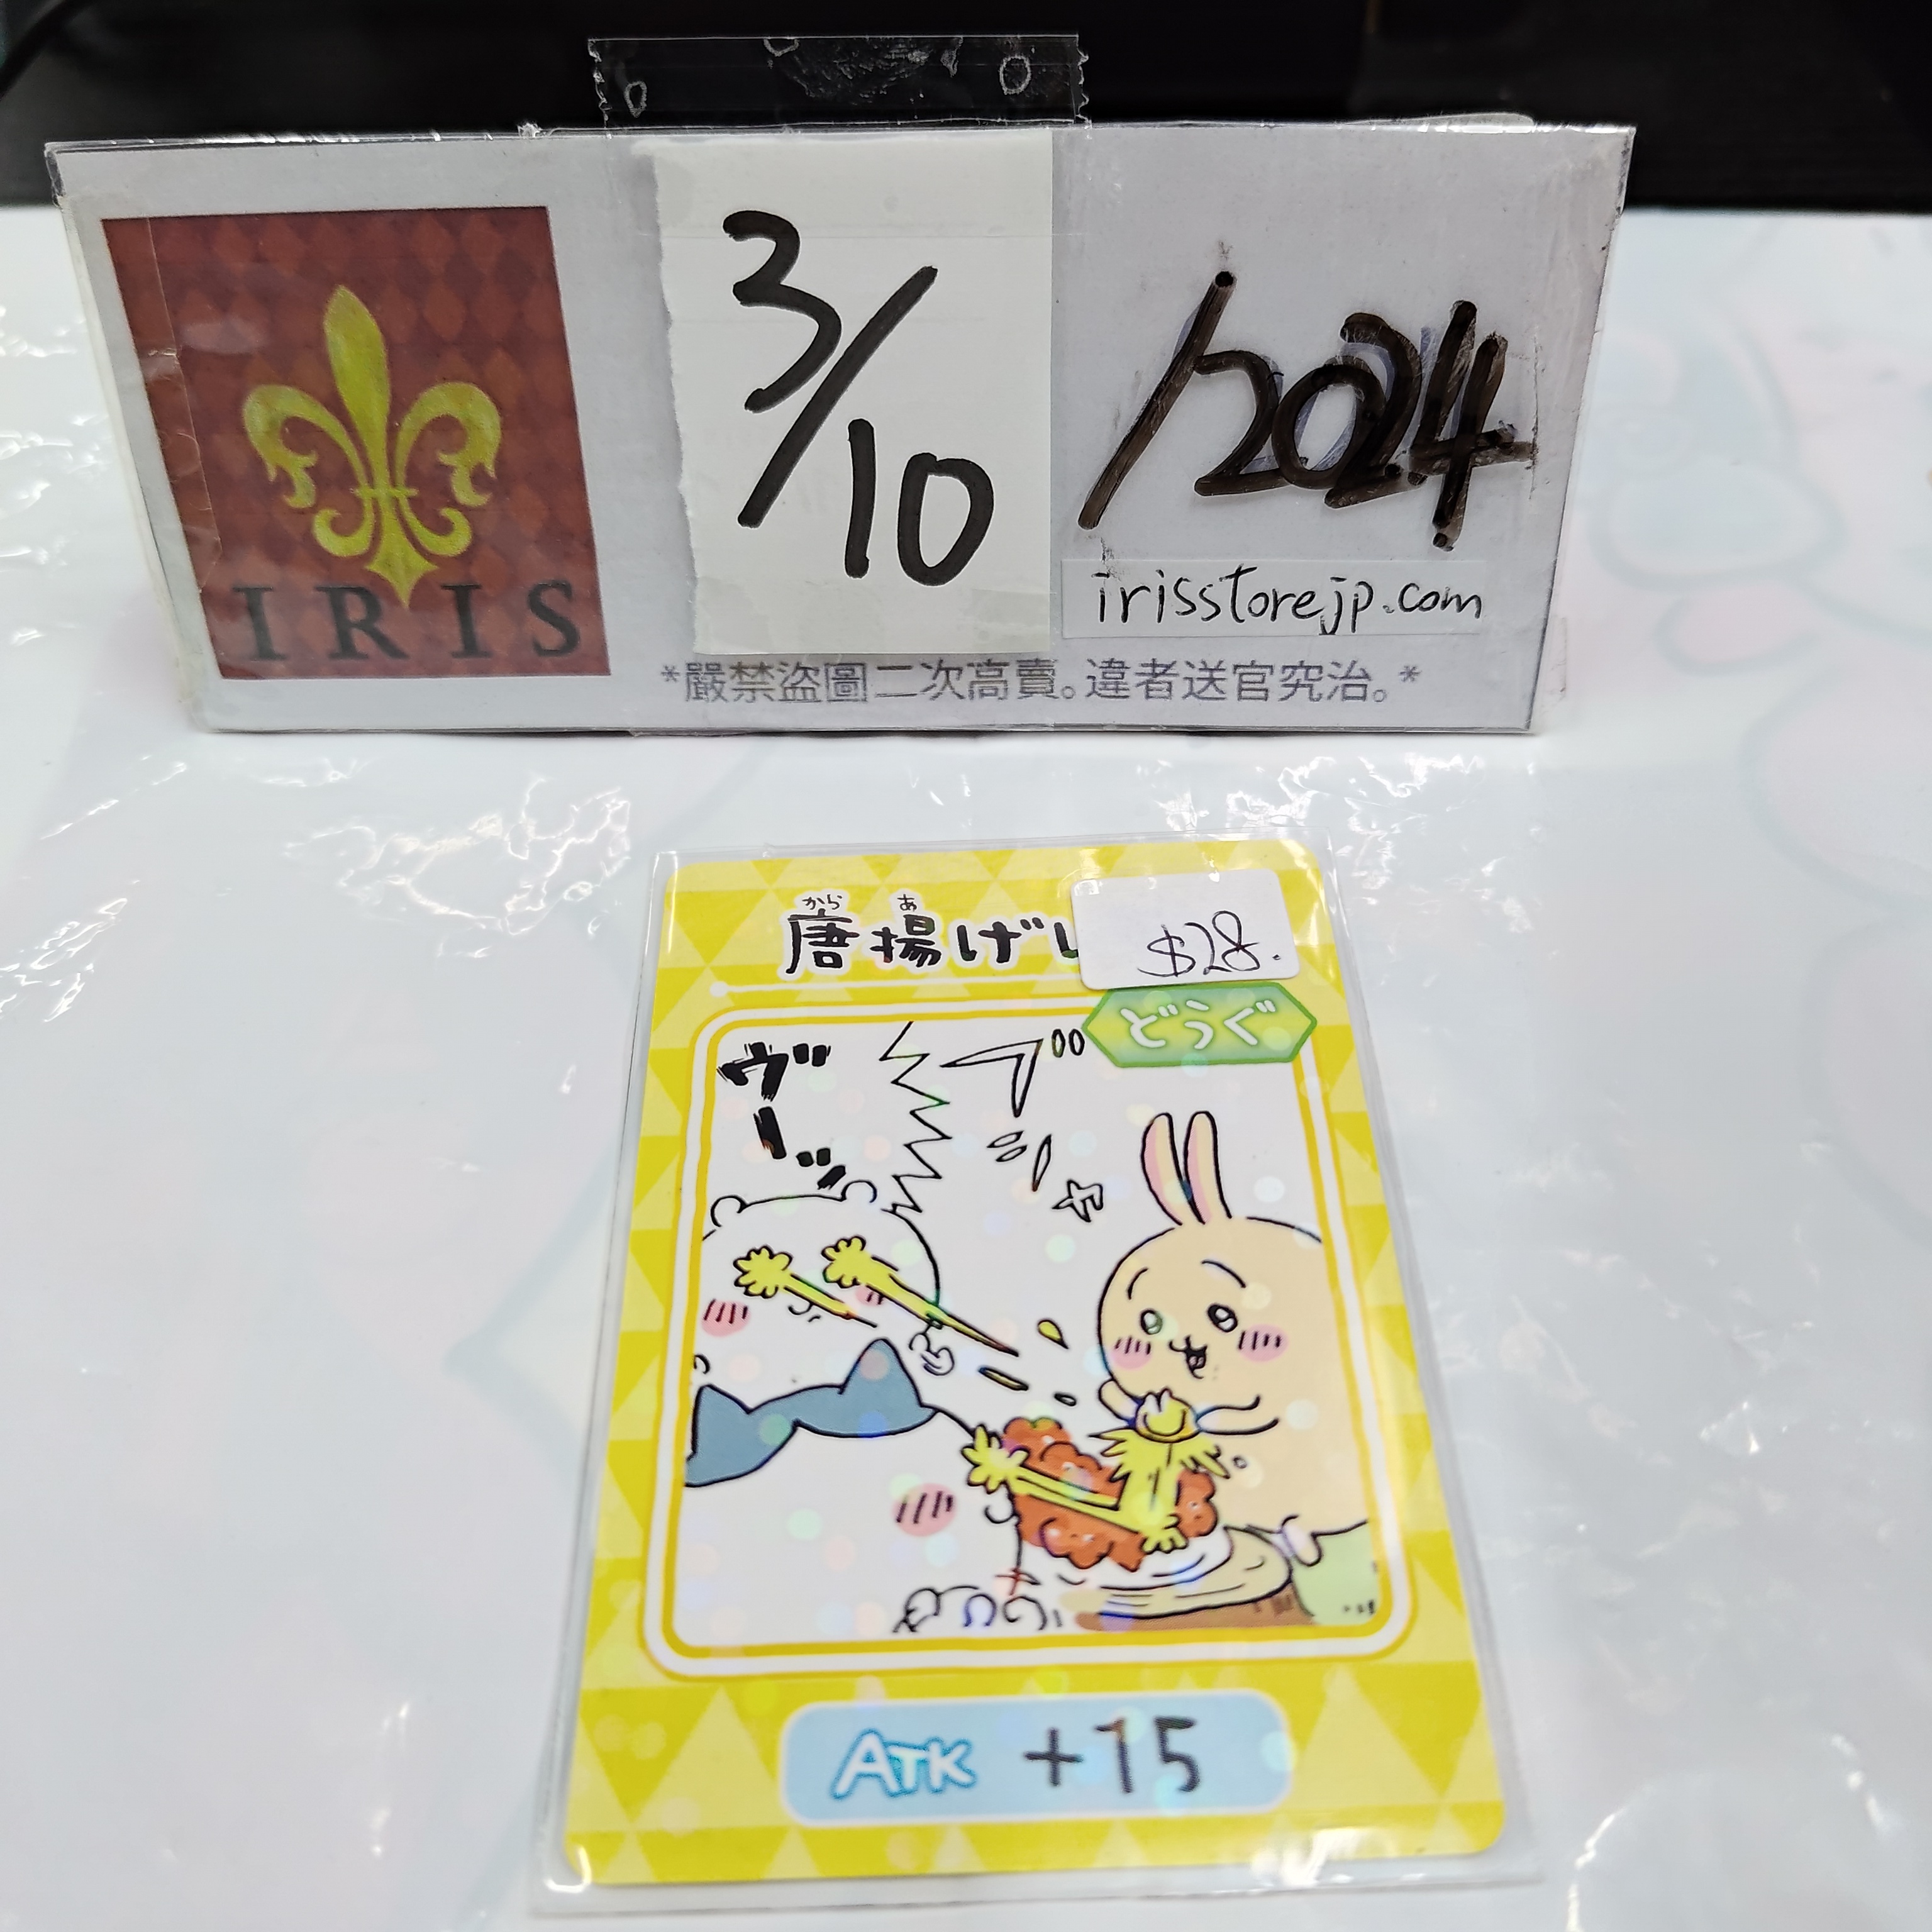 3/10
/2024
IRIS
irisstorejp.com
*嚴禁盜圖二次高賣。違者送官究治。*
から あ
唐揚げ
$28.
どうぐ
ヴーッ
ATK +15